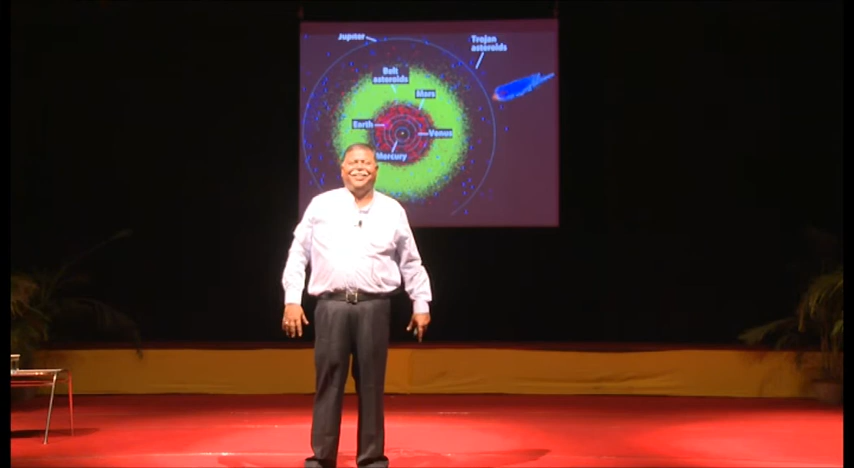 Jupiter
Trojan
asteroids
Belt
asteroids
Mars
Earth
Venus
Mercury